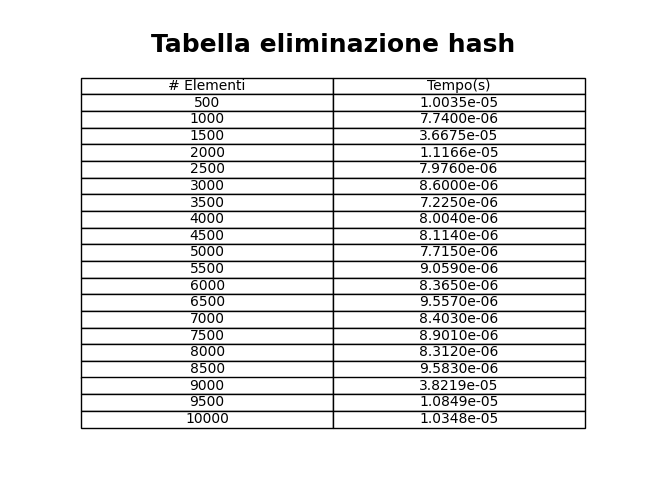 Tabella eliminazione hash
# Elementi Tempo(s)
500 1.0035e-05
1000 7.7400e-06
1500 3.6675e-05
2000 1.1166e-05
2500 7.9760e-06
3000 8.6000e-06
3500 7.2250e-06
4000 8.0040e-06
4500 8.1140e-06
5000 7.7150e-06
5500 9.0590e-06
6000 8.3650e-06
6500 9.5570e-06
7000 8.4030e-06
7500 8.9010e-06
8000 8.3120e-06
8500 9.5830e-06
9000 3.8219e-05
9500 1.0849e-05
10000 1.0348e-05